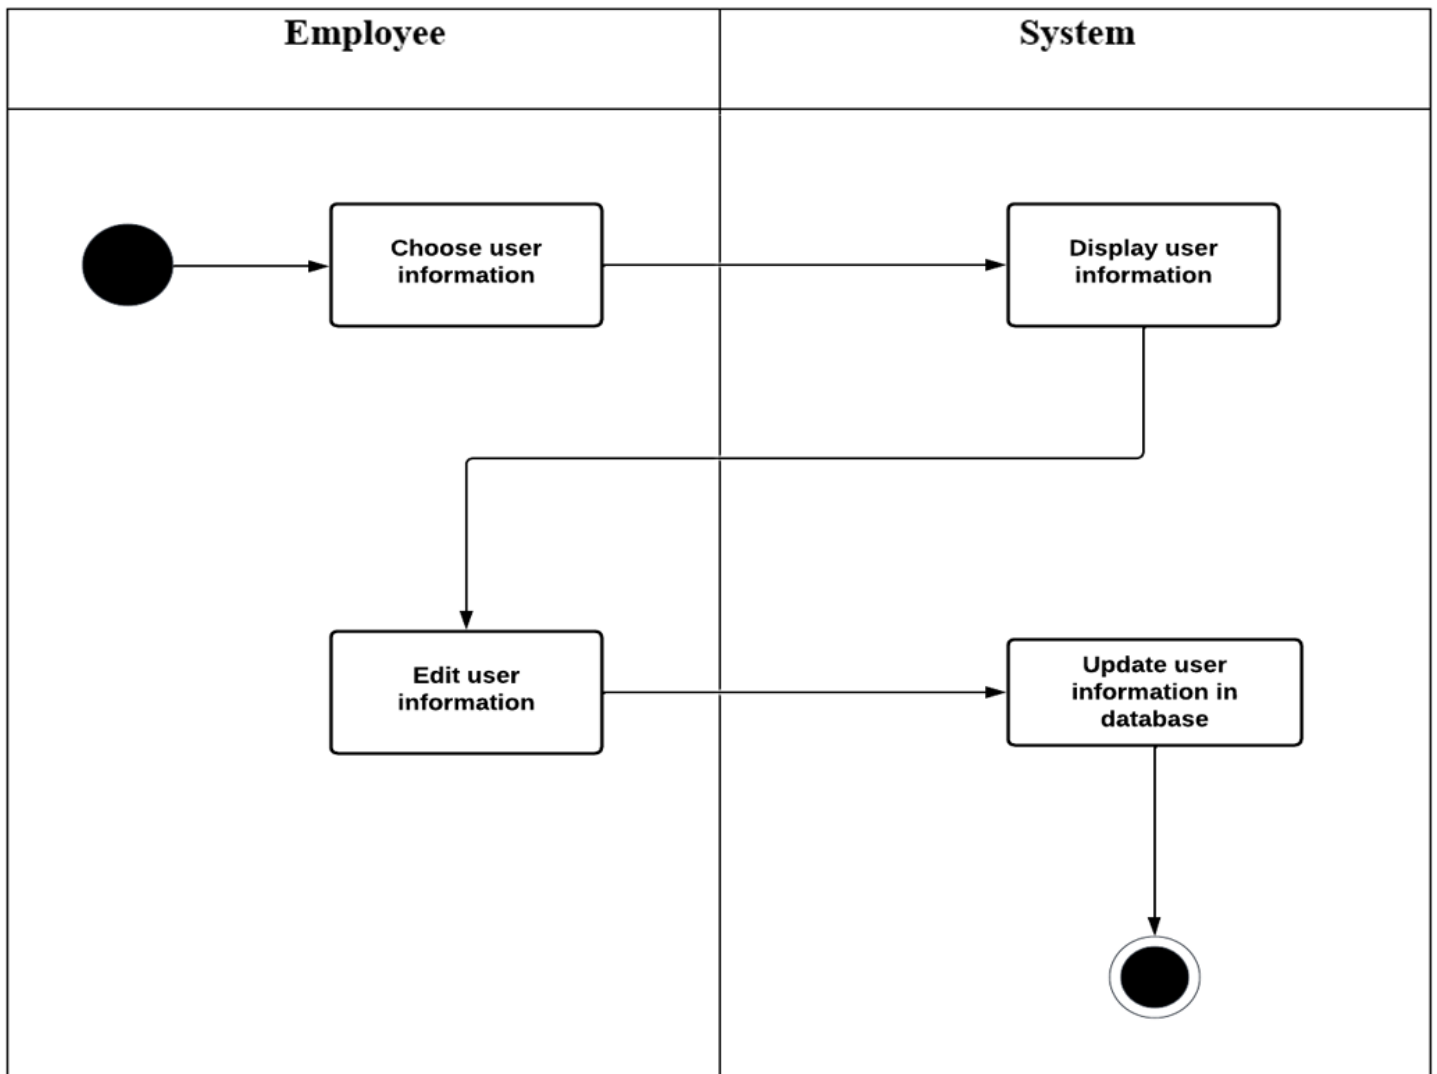 Employee
System
Choose user
information
Display user
information
Edit user
information
Update user
information in
database